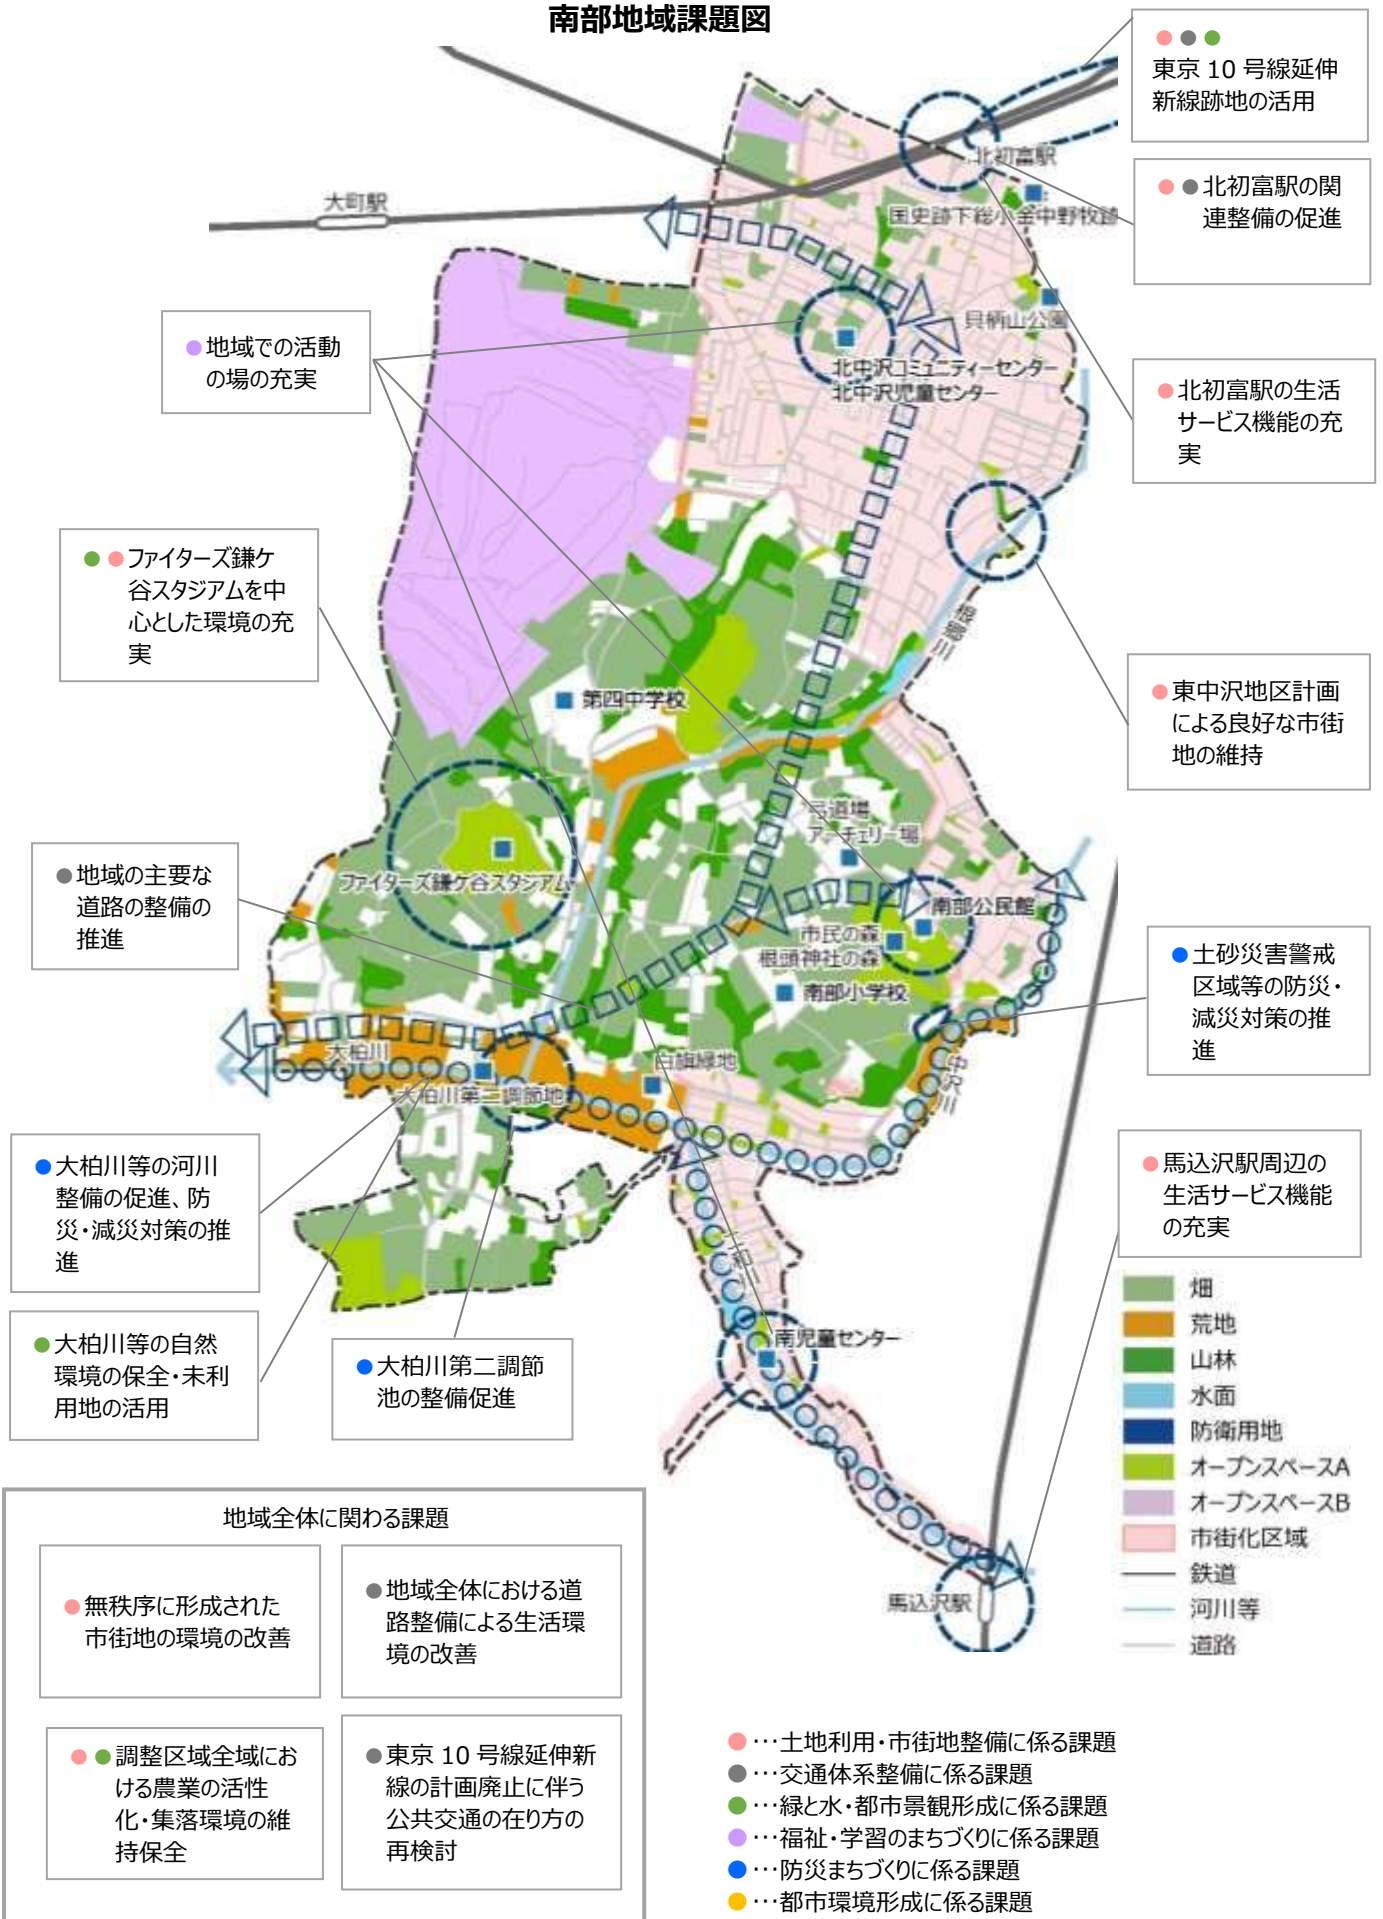 南部地域課題図
東京 10 号線延伸
新線跡地の活用
北初富駅
大町駅
北初富駅の関
連整備の促進
国史跡下総小金中野牧跡
貝柄山公園
地域での活動
の場の充実
北中沢コミュニティーセンター
北中沢児童センター
北初富駅の生活
サービス機能の充
実
ファイターズ鎌ケ
谷スタジアムを中
心とした環境の充
実
根郷川
第四中学校
東中沢地区計画
による良好な市街
地の維持
弓道場
アーチェリー場
地域の主要な
道路の整備の
推進
ファイターズ鎌ケ谷スタジアム
南部公民館
市民の森
根頭神社の森
南部小学校
土砂災害警戒
区域等の防災・
減災対策の推
進
大柏川
大柏川第二調節地
白旗緑地
中沢川
大柏川等の河川
整備の促進、防
災・減災対策の推
進
馬込沢駅周辺の
生活サービス機能
の充実
大柏川等の自然
環境の保全・未利
用地の活用
大柏川第二調節
池の整備促進
南児童センター
馬込沢駅
畑
荒地
山林
水面
防衛用地
オープンスペースA
オープンスペースB
市街化区域
鉄道
河川等
道路
地域全体に関わる課題
無秩序に形成された
市街地の環境の改善
地域全体における道
路整備による生活環
境の改善
調整区域全域にお
ける農業の活性
化・集落環境の維
持保全
東京 10 号線延伸新
線の計画廃止に伴う
公共交通の在り方の
再検討
…土地利用・市街地整備に係る課題
…交通体系整備に係る課題
…緑と水・都市景観形成に係る課題
…福祉・学習のまちづくりに係る課題
…防災まちづくりに係る課題
…都市環境形成に係る課題